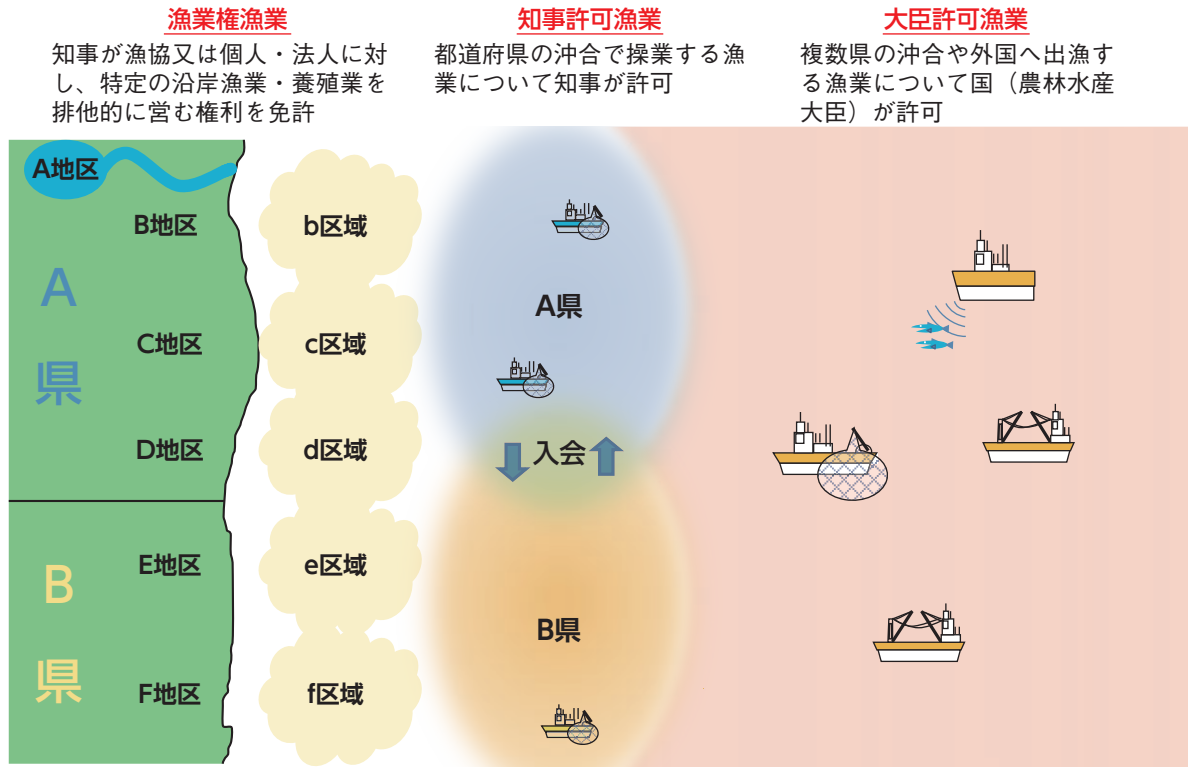 漁業権漁業
知事が漁協又は個人・法人に対
し、特定の沿岸漁業・養殖業を
排他的に営む権利を免許
知事許可漁業
都道府県の沖合で操業する漁
業について知事が許可
大臣許可漁業
複数県の沖合や外国へ出漁す
る漁業について国（農林水産
大臣）が許可
A地区
B地区
A
県
C地区
D地区
B
県
E地区
F地区
b区域
c区域
d区域
e区域
f区域
A県
入会
B県